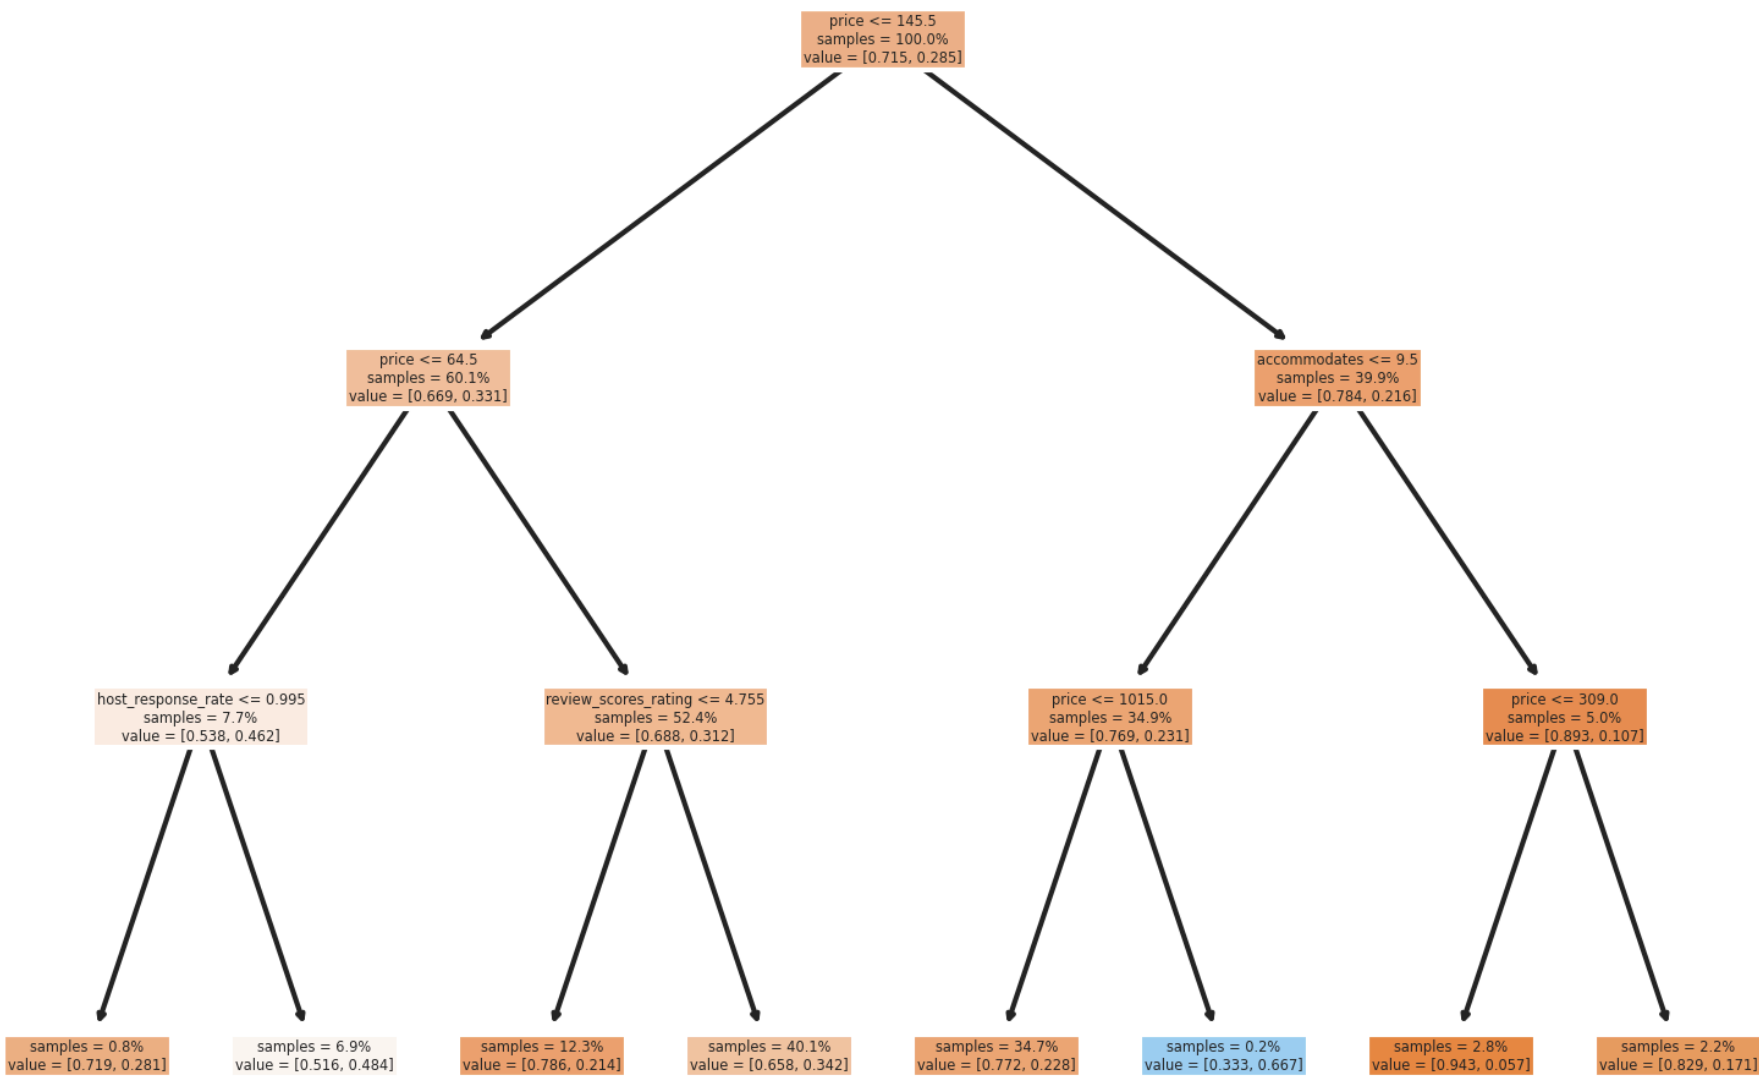 price <= 145.5
samples = 100.0%
value = [0.715, 0.285]
price <= 64.5
samples = 60.1%
value = [0.669, 0.331]
accommodates <= 9.5
samples = 39.9%
value = [0.784, 0.216]
host_response_rate <= 0.995
samples = 7.7%
value = [0.538, 0.462]
review_scores_rating <= 4.755
samples = 52.4%
value = [0.688, 0.312]
price <= 1015.0
samples = 34.9%
value = [0.769, 0.231]
price <= 309.0
samples = 5.0%
value = [0.893, 0.107]
samples = 0.8%
value = [0.719, 0.281]
samples = 6.9%
value = [0.516, 0.484]
samples = 12.3%
value = [0.786, 0.214]
samples = 40.1%
value = [0.658, 0.342]
samples = 34.7%
value = [0.772, 0.228]
samples = 0.2%
value = [0.333, 0.667]
samples = 2.8%
value = [0.943, 0.057]
samples = 2.2%
value = [0.829, 0.171]